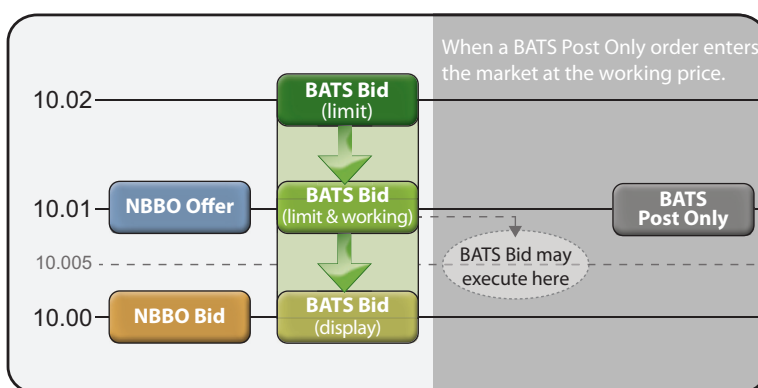 When a BATS Post Only order enters
the market at the working price.
10.02
BATS Bid
(limit)
10.01
NBBO Offer
BATS Bid
(limit & working)
BATS
Post Only
10.005
BATS Bid may
execute here
10.00
NBBO Bid
BATS Bid
(display)